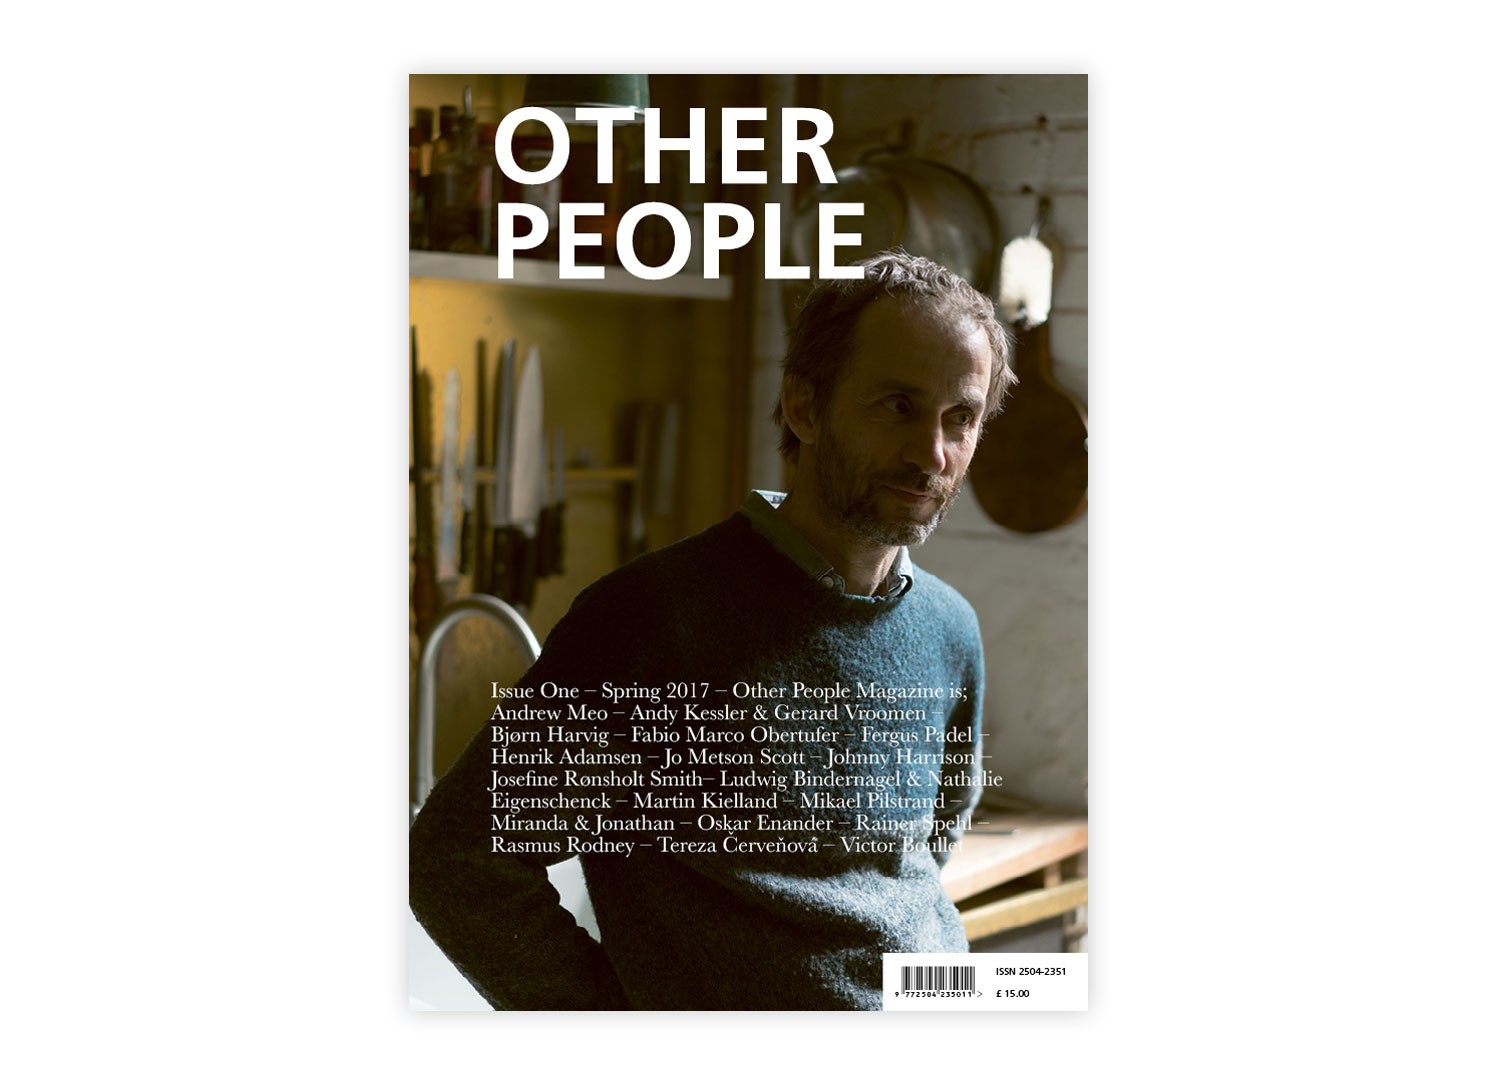 OTHER
PEOPLE
Issue One – Spring 2017 – Other People Magazine is;
Andrew Meo – Andy Kessler & Gerard Vroomen –
Bjørn Harvig – Fabio Marco Obertufer – Fergus Padel –
Henrik Adamsen – Jo Metson Scott – Johnny Harrison –
Josefine Rønsholt Smith– Ludwig Bindernagel & Nathalie
Eigenschenck – Martin Kielland – Mikael Pilstrand –
Miranda & Jonathan – Oskar Enander – Rainer Spehl –
Rasmus Rodney – Tereza Červeňová – Victor Boullet
ISSN 2504-2351
9 772504 235011 >
£ 15.00